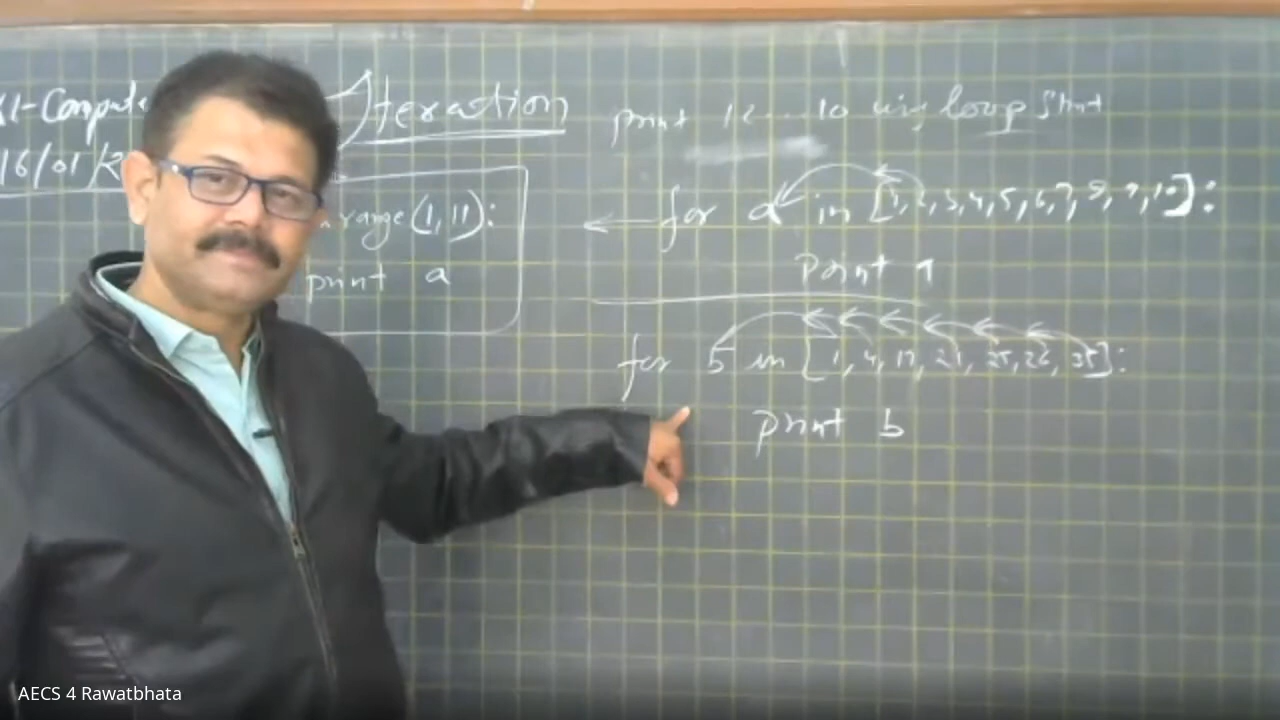 XI-Compute
Iteration
16/01/2
range(1,11):
print a
print 1 2 ... 10 using loop Stmt
for a in [1,2,3,4,5,6,7,8,9,10]:
print a
for b in [1,4,17,21,25,26,35]:
print b
AECS 4 Rawatbhata